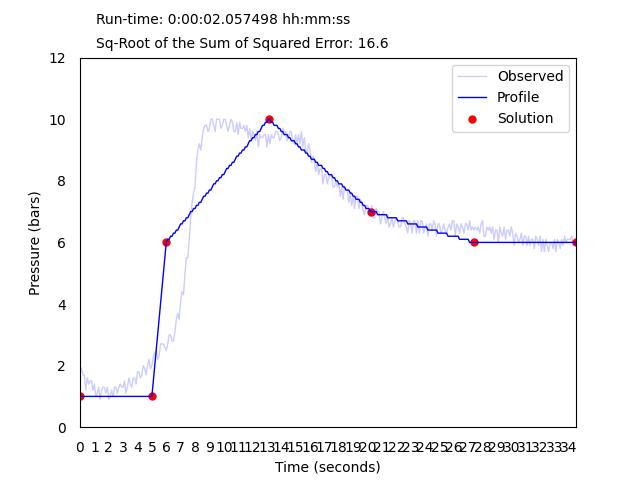 Run-time: 0:00:02.057498 hh:mm:ss
Sq-Root of the Sum of Squared Error: 16.6
12
10
8
6
4
2
0
Pressure (bars)
Observed
Profile
Solution
0 1 2 3 4 5 6 7 8 9 10 11 12 13 14 15 16 17 18 19 20 21 22 23 24 25 26 27 28 29 30 31 32 33 34
Time (seconds)